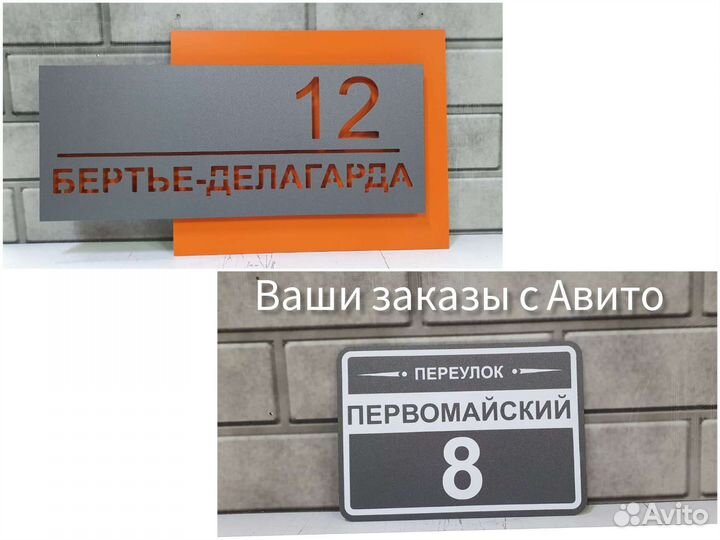 12
БЕРТЬЕ-ДЕЛАГАРДА
Ваши заказы с Авито
ПЕРЕУЛОК
ПЕРВОМАЙСКИЙ
8
Avito